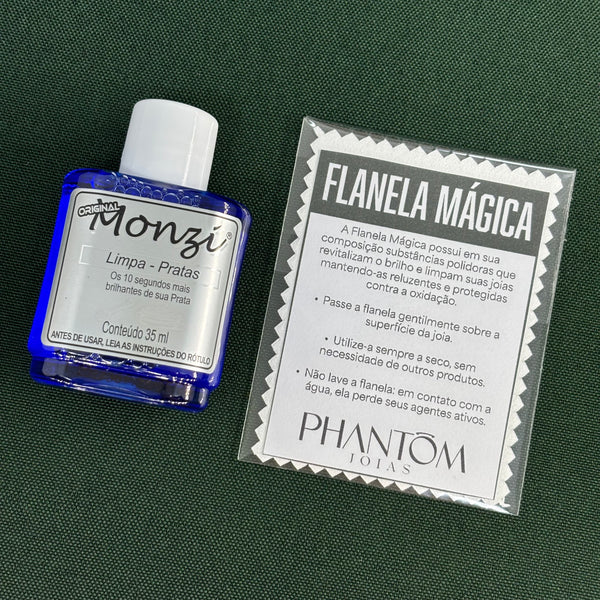 ORIGINAL
Monzi®
Limpa - Pratas
Os 10 segundos mais
brilhantes de sua Prata
Conteúdo 35 ml
ANTES DE USAR, LEIA AS INSTRUÇÕES DO RÓTULO
FLANELA MÁGICA
A Flanela Mágica possui em sua
composição substâncias polidoras que
revitalizam o brilho e limpam suas joias
mantendo-as reluzentes e protegidas
contra a oxidação.
• Passe a flanela gentilmente sobre a
superfície da joia.
• Utilize-a sempre a seco, sem
necessidade de outros produtos.
• Não lave a flanela: em contato com a
água, ela perde seus agentes ativos.
PHANTOM
JOIAS